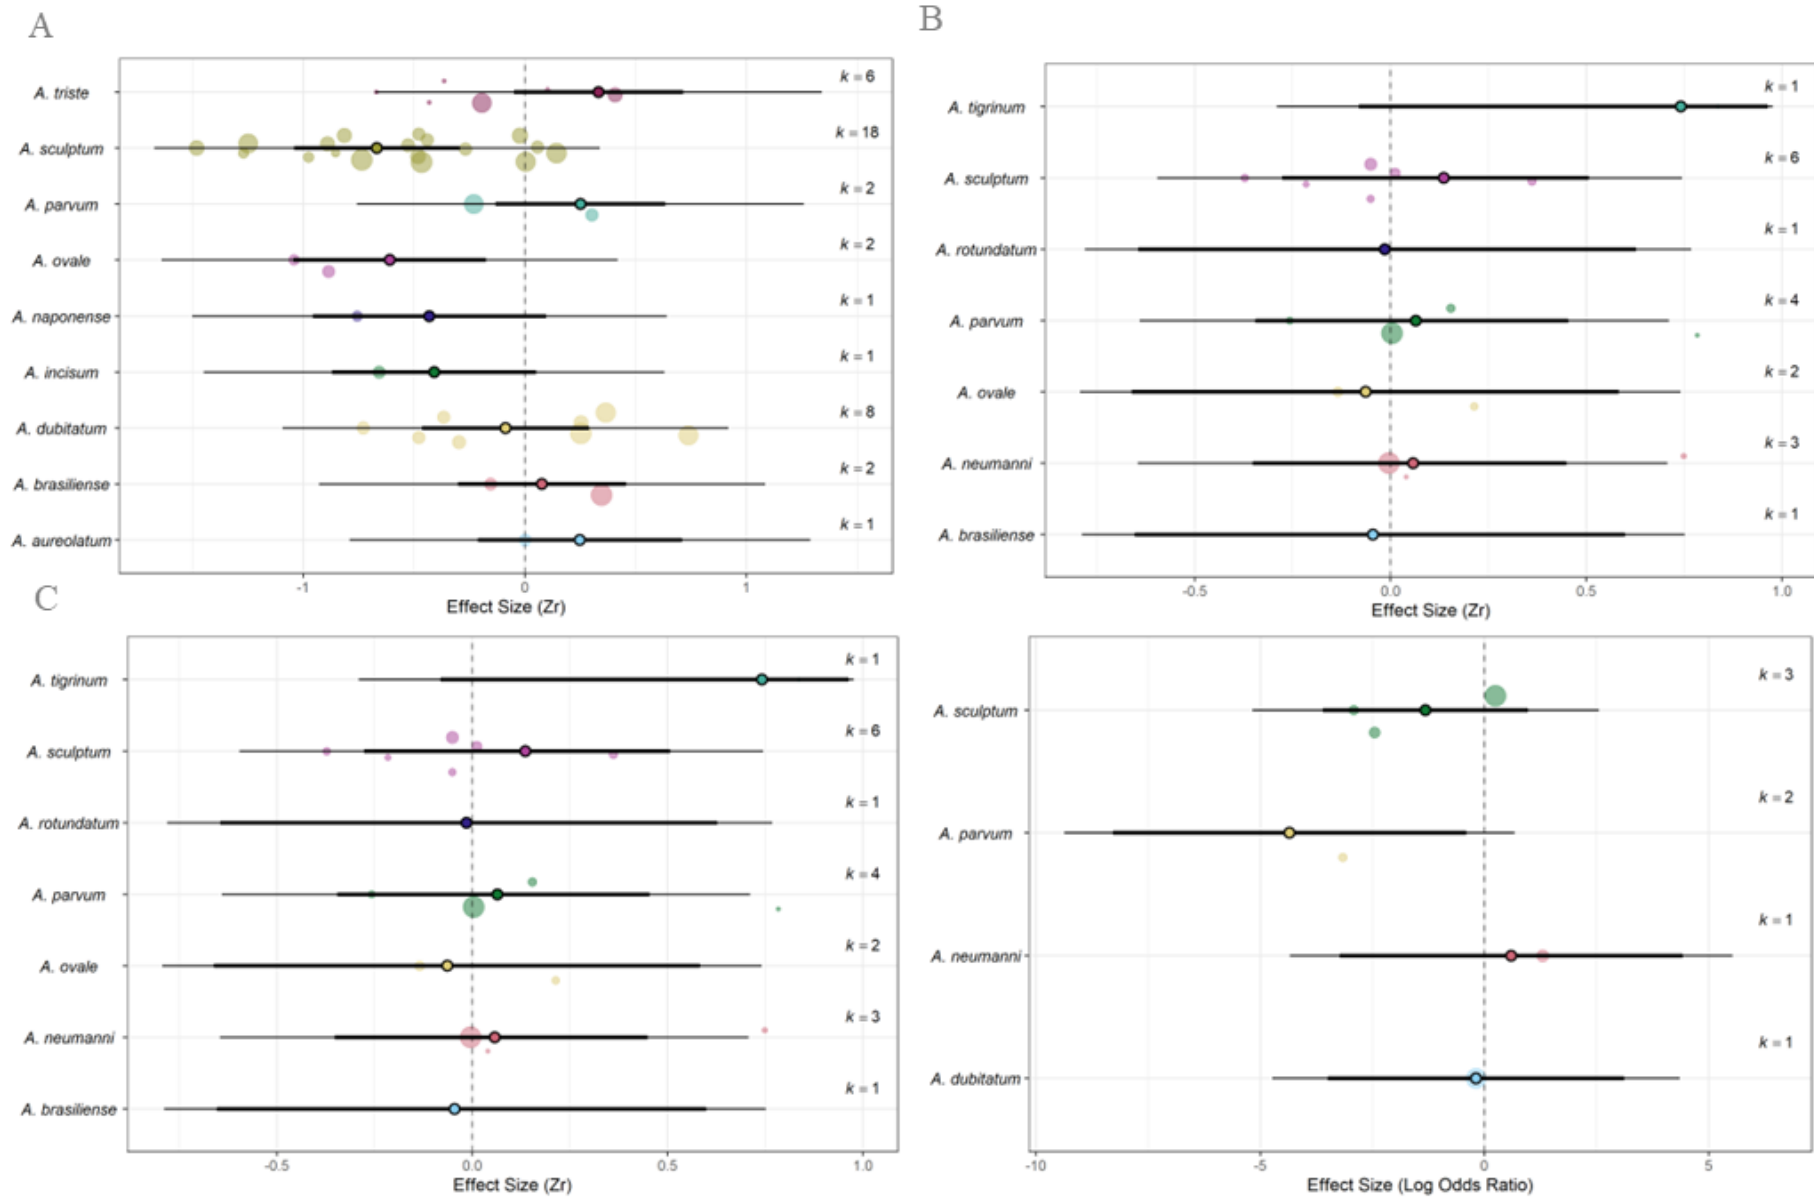 A
A. triste
k = 6
A. sculptum
k = 18
A. parvum
k = 2
A. ovale
k = 2
A. naponense
k = 1
A. incisum
k = 1
A. dubitatum
k = 8
A. brasiliense
k = 2
A. aureolatum
k = 1
-1 0 1
Effect Size (Zr)
B
A. tigrinum
k = 1
A. sculptum
k = 6
A. rotundatum
k = 1
A. parvum
k = 4
A. ovale
k = 2
A. neumanni
k = 3
A. brasiliense
k = 1
-0.5 0.0 0.5 1.0
Effect Size (Zr)
C
A. tigrinum
k = 1
A. sculptum
k = 6
A. rotundatum
k = 1
A. parvum
k = 4
A. ovale
k = 2
A. neumanni
k = 3
A. brasiliense
k = 1
-0.5 0.0 0.5 1.0
Effect Size (Zr)
A. sculptum
k = 3
A. parvum
k = 2
A. neumanni
k = 1
A. dubitatum
k = 1
-10 -5 0 5
Effect Size (Log Odds Ratio)